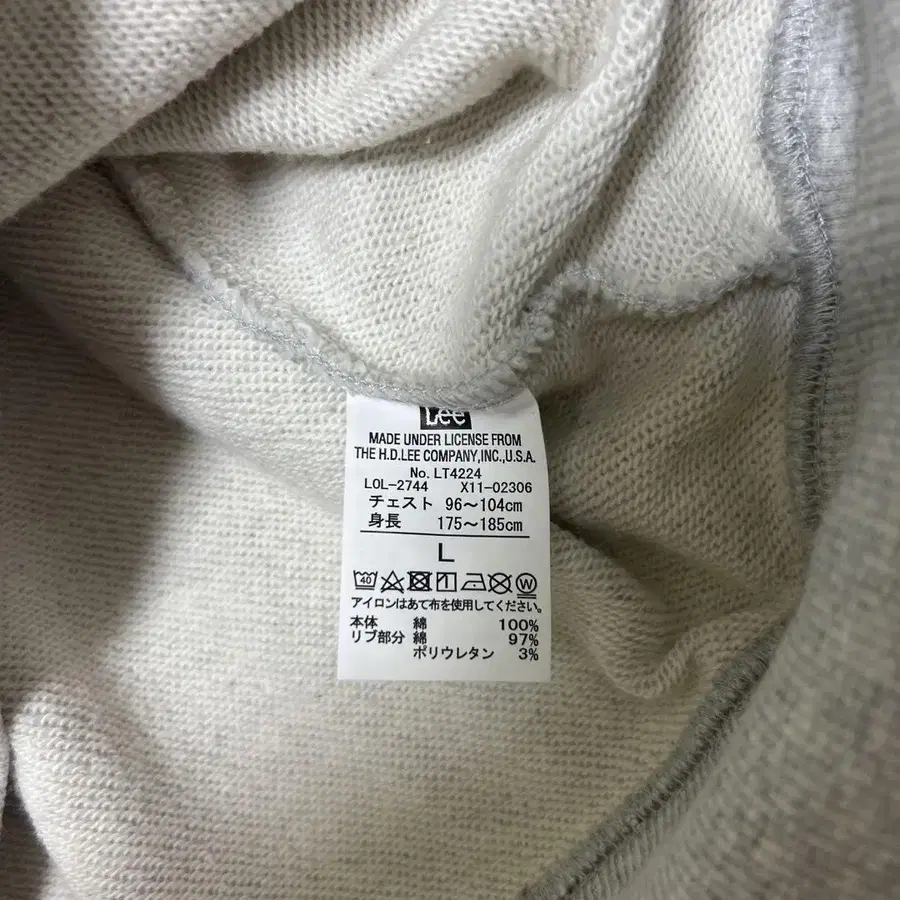 Lee
MADE UNDER LICENSE FROM
THE H.D.LEE COMPANY,INC.,U.S.A.
No. LT4224
LOL-2744 X11-02306
チェスト 96〜104cm
身長 175〜185cm
L
40 W
アイロンはあて布を使用してください。
本体 綿 100%
リブ部分 綿 97%
ポリウレタン 3%